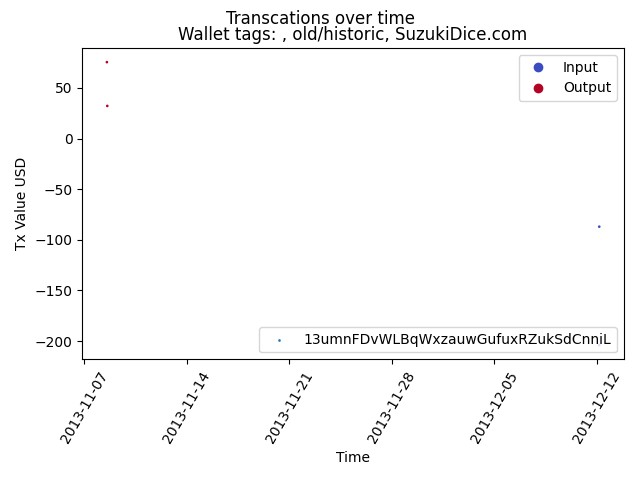 Transcations over time
Wallet tags: , old/historic, SuzukiDice.com
Input
Output
Tx Value USD
50
0
−50
−100
−150
−200
13umnFDvWLBqWxzauwGufuxRZukSdCnniL
2013-11-07
2013-11-14
2013-11-21
2013-11-28
2013-12-05
2013-12-12
Time